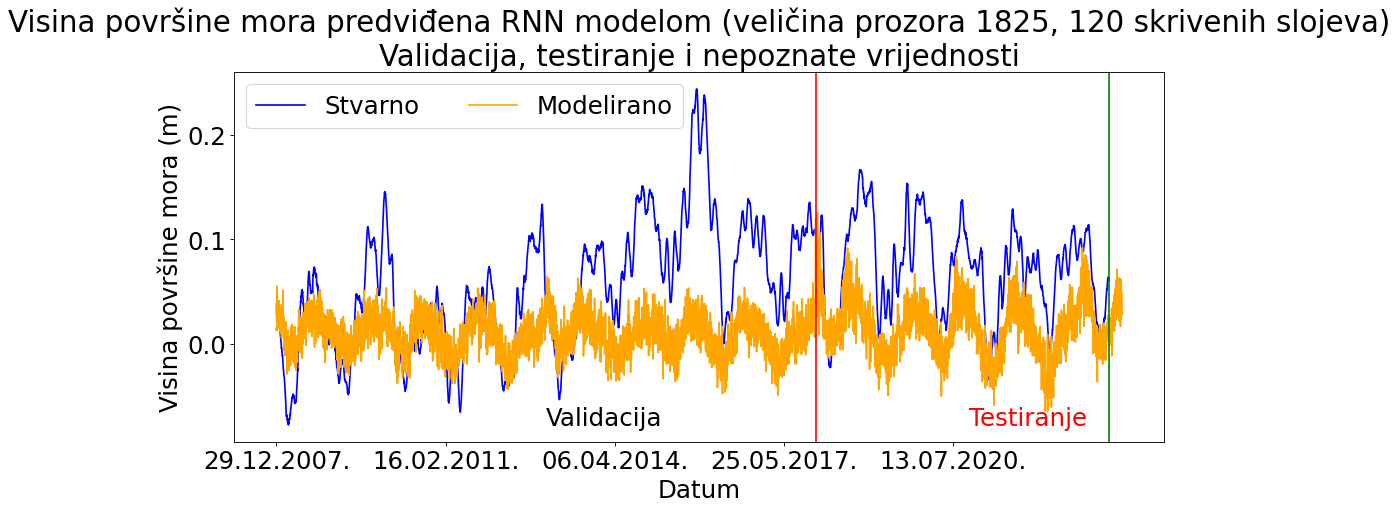 Visina površine mora predviđena RNN modelom (veličina prozora 1825, 120 skrivenih slojeva)
Validacija, testiranje i nepoznate vrijednosti
Stvarno
Modelirano
Visina površine mora (m)
0.2
0.1
0.0
Validacija
Testiranje
29.12.2007.
16.02.2011.
06.04.2014.
25.05.2017.
13.07.2020.
Datum